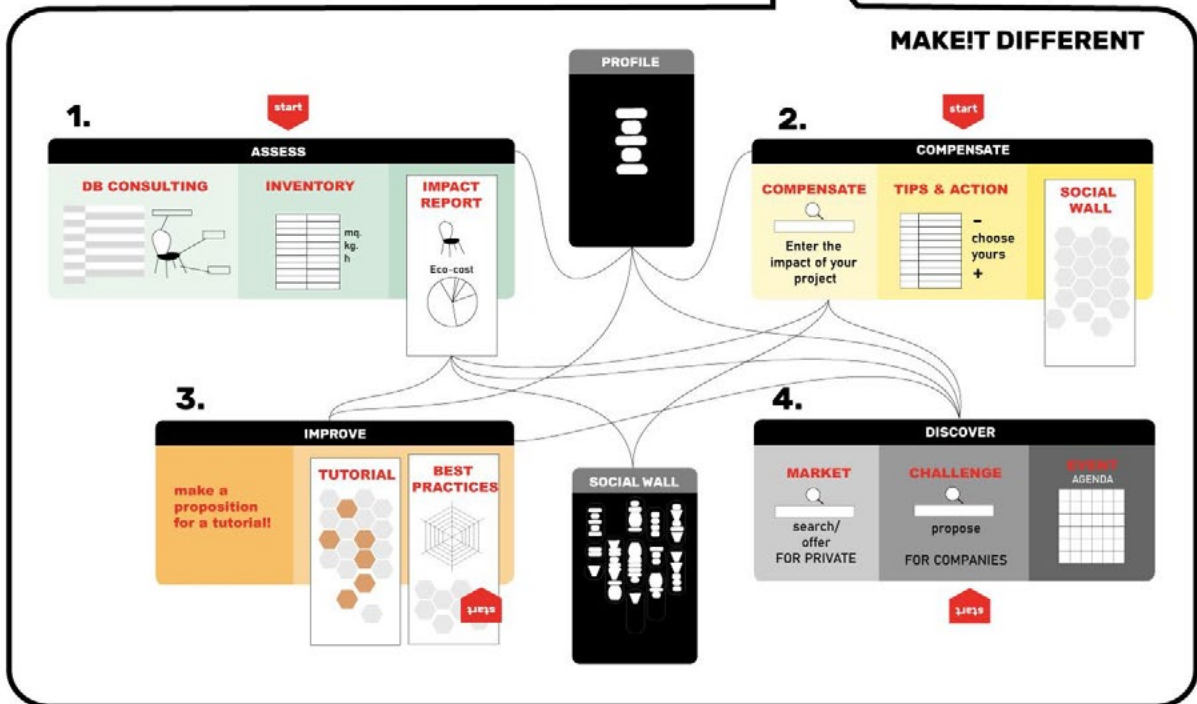 MAKE!T DIFFERENT
PROFILE
1.
start
ASSESS
DB CONSULTING
INVENTORY
mq.
kg.
h
IMPACT
REPORT
Eco-cost
2.
start
COMPENSATE
COMPENSATE
Enter the
impact of your
project
TIPS & ACTION
–
choose
yours
+
SOCIAL
WALL
3.
IMPROVE
make a
proposition
for a tutorial!
TUTORIAL
BEST
PRACTICES
start
SOCIAL WALL
4.
DISCOVER
MARKET
search/
offer
FOR PRIVATE
CHALLENGE
propose
FOR COMPANIES
EVENT
AGENDA
start